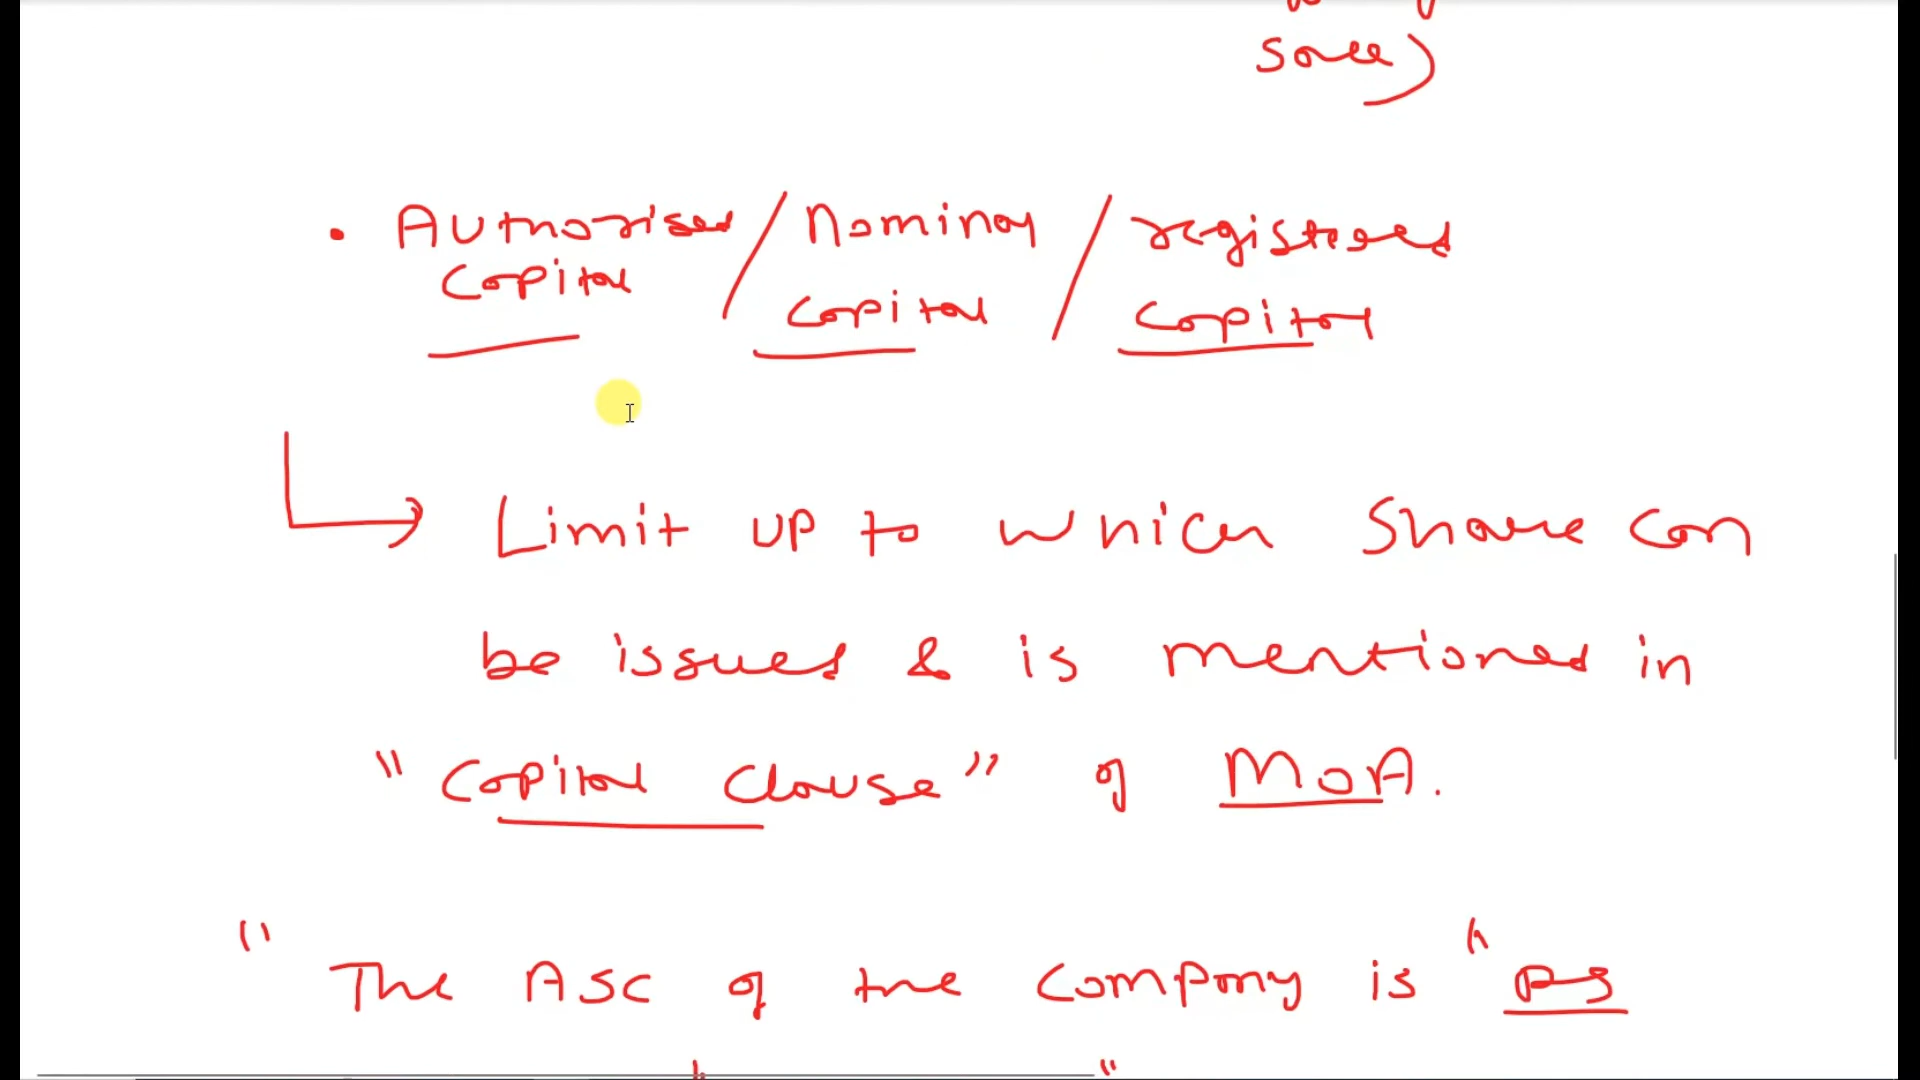 • Authorised / Nominal / registered
Capital Capital Capital
Limit up to which Share can
be issued & is mentioned in
"Capital Clause" of MOA.
" The ASC of the Company is " Rs